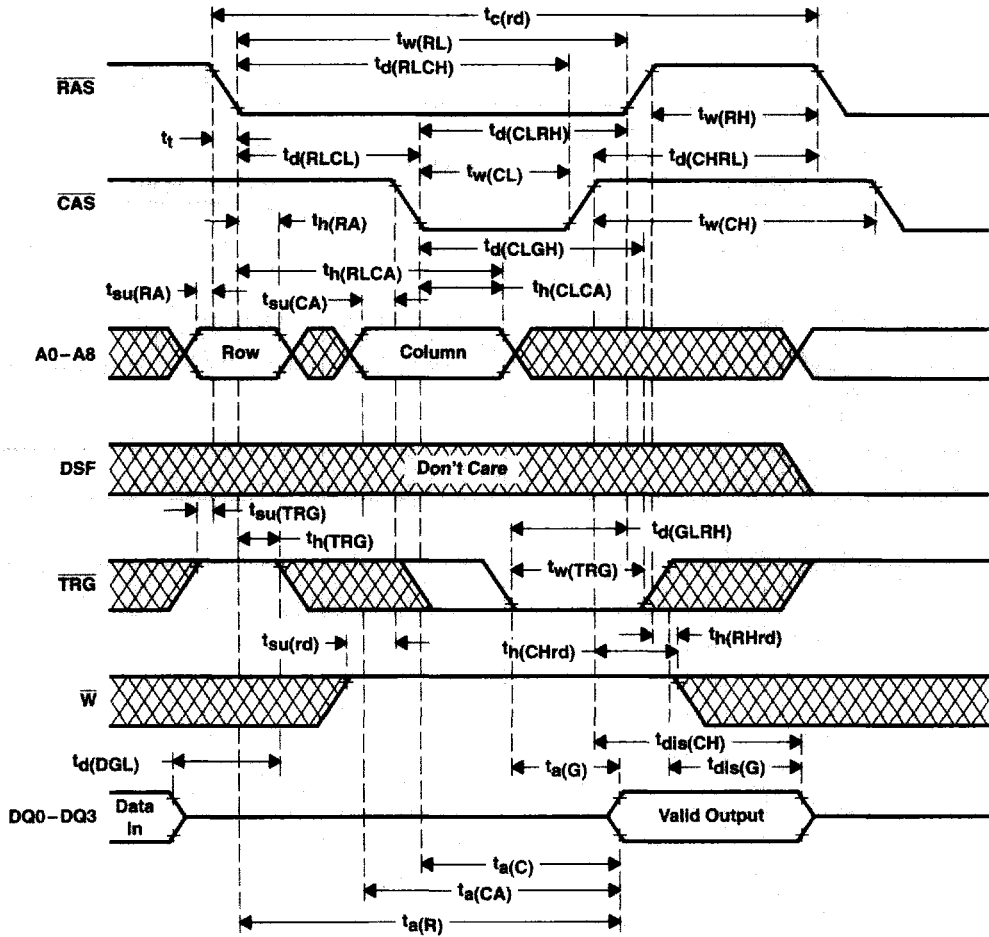 tc(rd)
tw(RL)
td(RLCH)
RAS
tw(RH)
tt
td(CLRH)
td(RLCL)
td(CHRL)
tw(CL)
CAS
th(RA)
tw(CH)
td(CLGH)
th(RLCA)
tsu(RA)
tsu(CA)
th(CLCA)
A0–A8
Row
Column
DSF
Don't Care
tsu(TRG)
td(GLRH)
th(TRG)
tw(TRG)
TRG
tsu(rd)
th(RHrd)
th(CHrd)
W
tdis(CH)
td(DGL)
ta(G)
tdis(G)
DQ0–DQ3
Data In
Valid Output
ta(C)
ta(CA)
ta(R)